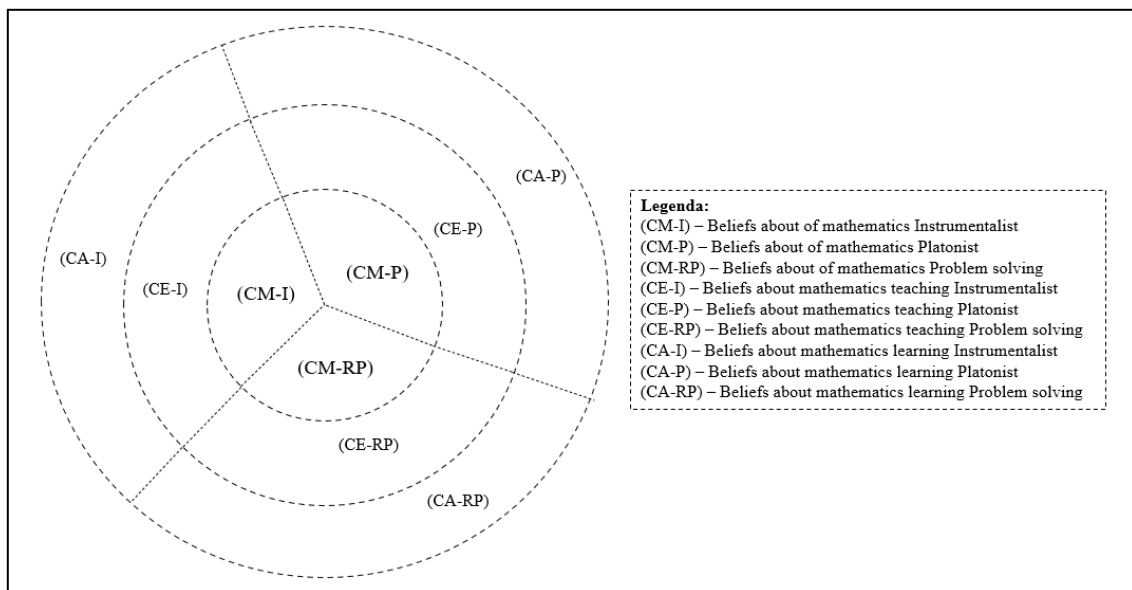 (CA-P)
(CE-P)
(CA-I)
(CM-P)
(CE-I)
(CM-I)
(CM-RP)
(CE-RP)
(CA-RP)
Legenda:
(CM-I) – Beliefs about of mathematics Instrumentalist
(CM-P) – Beliefs about of mathematics Platonist
(CM-RP) – Beliefs about of mathematics Problem solving
(CE-I) – Beliefs about mathematics teaching Instrumentalist
(CE-P) – Beliefs about mathematics teaching Platonist
(CE-RP) – Beliefs about mathematics teaching Problem solving
(CA-I) – Beliefs about mathematics learning Instrumentalist
(CA-P) – Beliefs about mathematics learning Platonist
(CA-RP) – Beliefs about mathematics learning Problem solving